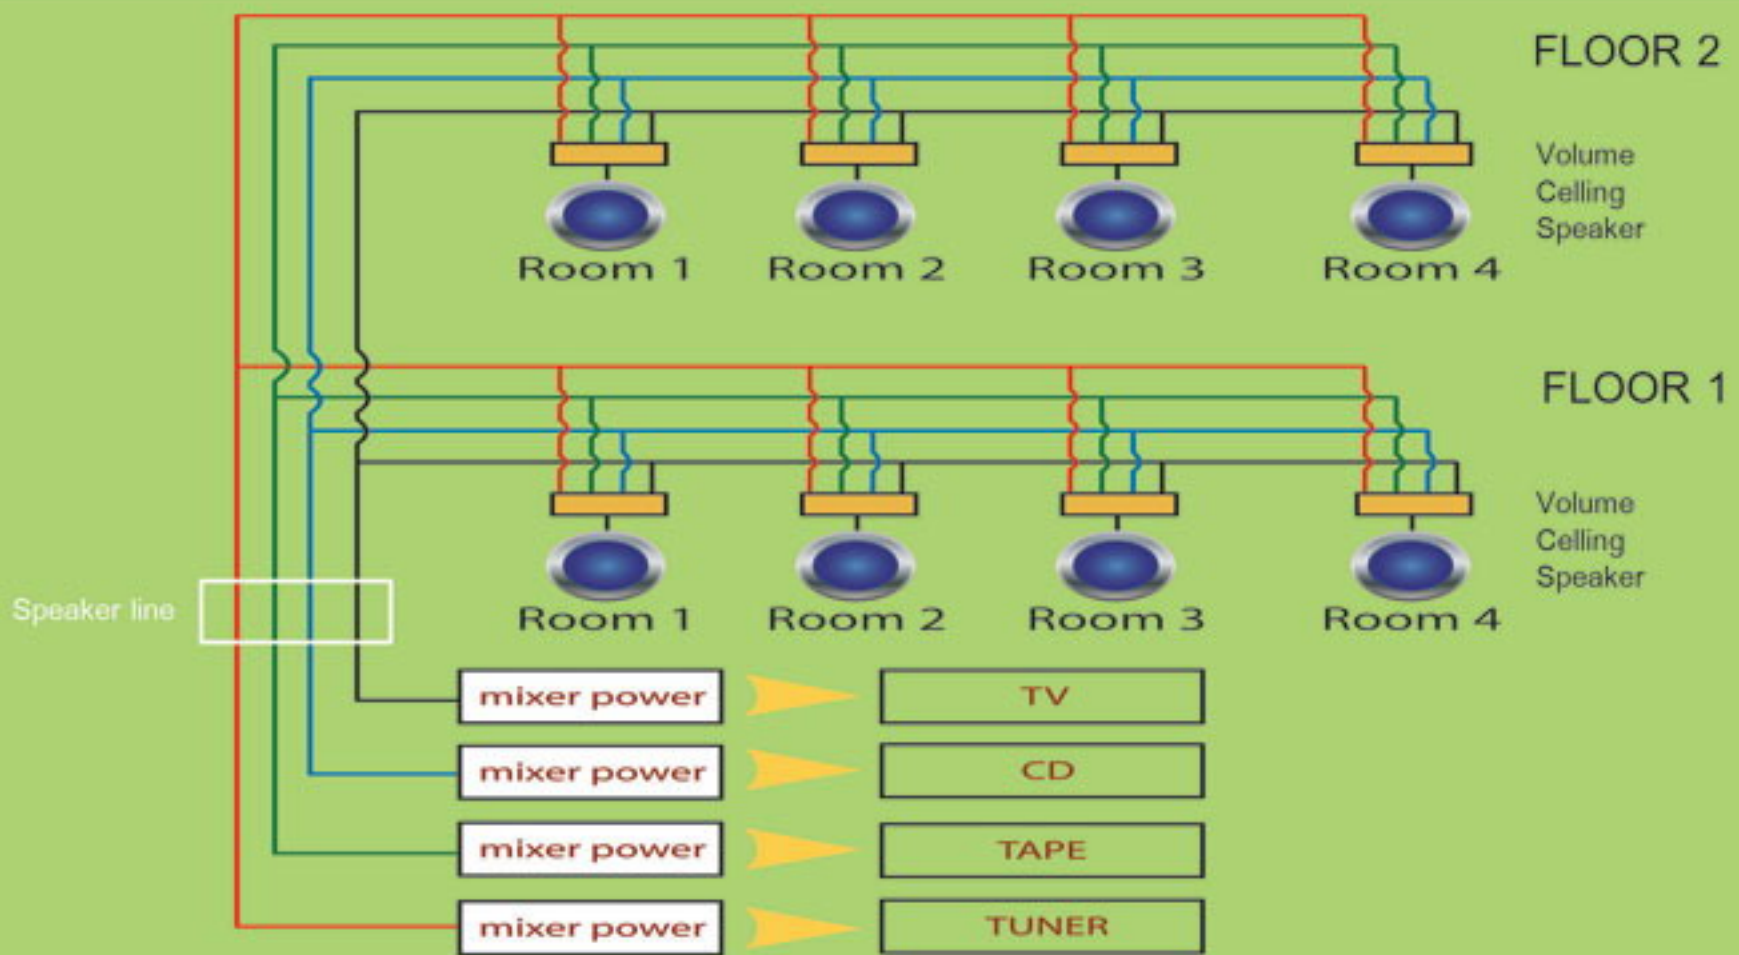 FLOOR 2
Volume
Celling
Speaker
Room 1 Room 2 Room 3 Room 4
FLOOR 1
Volume
Celling
Speaker
Speaker line
Room 1 Room 2 Room 3 Room 4
mixer power TV
mixer power CD
mixer power TAPE
mixer power TUNER